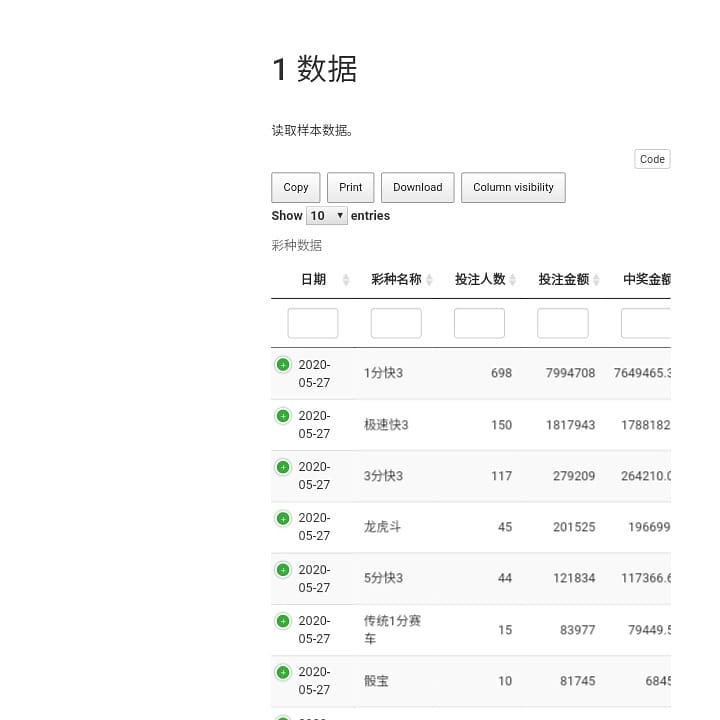 1 数据
读取样本数据。
Code
Copy Print Download Column visibility
Show 10 entries
彩种数据
日期 彩种名称 投注人数 投注金额 中奖金额
2020-05-27 1分快3 698 7994708 7649465.3
2020-05-27 极速快3 150 1817943 1788182
2020-05-27 3分快3 117 279209 264210.0
2020-05-27 龙虎斗 45 201525 196699
2020-05-27 5分快3 44 121834 117366.6
2020-05-27 传统1分赛车 15 83977 79449.5
2020-05-27 骰宝 10 81745 6845